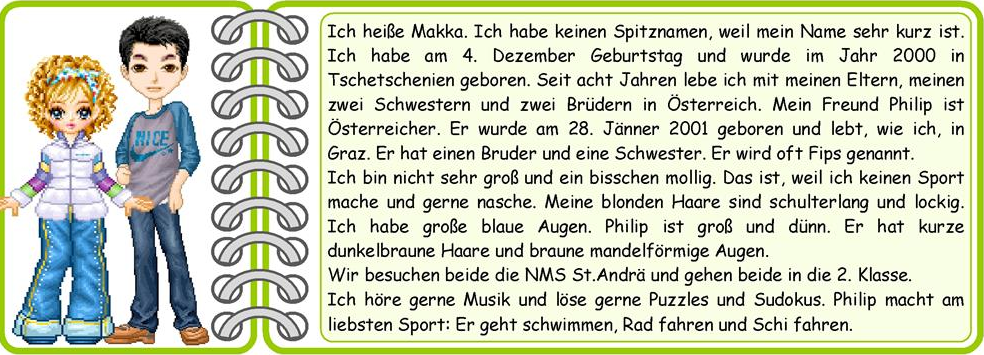 NICE
Ich heiße Makka. Ich habe keinen Spitznamen, weil mein Name sehr kurz ist.
Ich habe am 4. Dezember Geburtstag und wurde im Jahr 2000 in
Tschetschenien geboren. Seit acht Jahren lebe ich mit meinen Eltern, meinen
zwei Schwestern und zwei Brüdern in Österreich. Mein Freund Philip ist
Österreicher. Er wurde am 28. Jänner 2001 geboren und lebt, wie ich, in
Graz. Er hat einen Bruder und eine Schwester. Er wird oft Fips genannt.
Ich bin nicht sehr groß und ein bisschen mollig. Das ist, weil ich keinen Sport
mache und gerne nasche. Meine blonden Haare sind schulterlang und lockig.
Ich habe große blaue Augen. Philip ist groß und dünn. Er hat kurze
dunkelbraune Haare und braune mandelförmige Augen.
Wir besuchen beide die NMS St.Andrä und gehen beide in die 2. Klasse.
Ich höre gerne Musik und löse gerne Puzzles und Sudokus. Philip macht am
liebsten Sport: Er geht schwimmen, Rad fahren und Schi fahren.